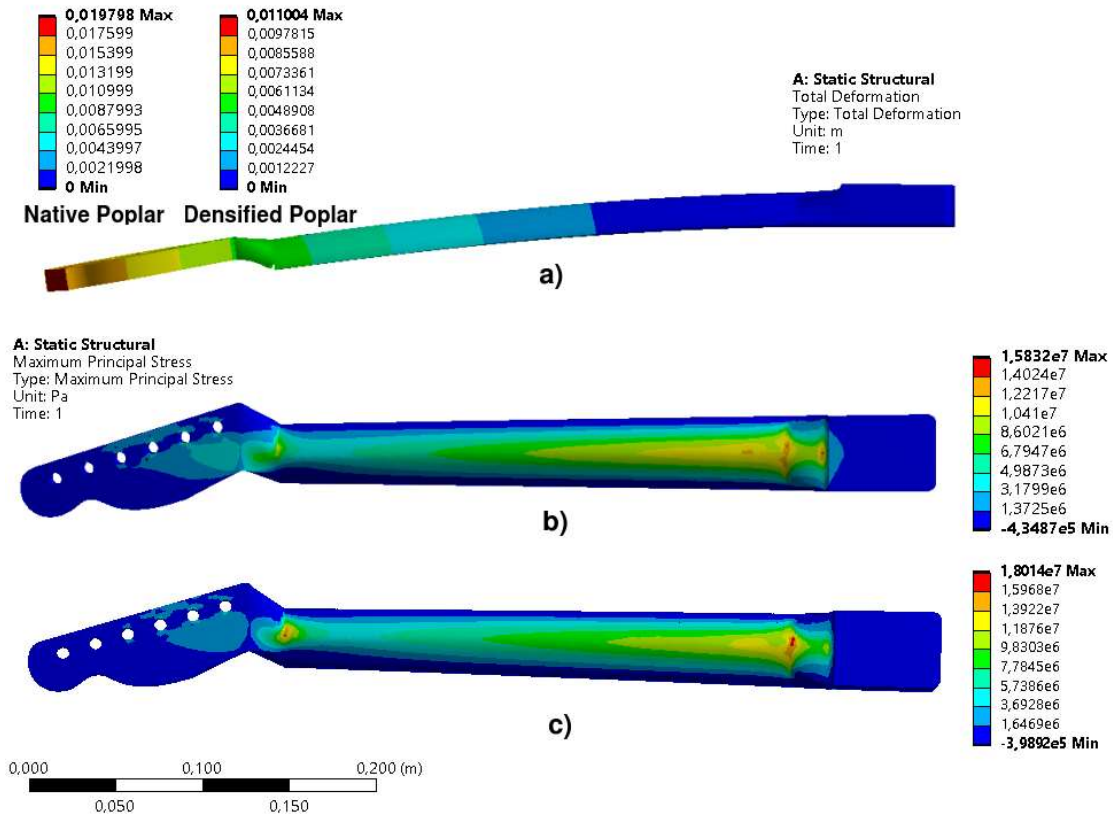 0,019798 Max
0,017599
0,015399
0,013199
0,010999
0,0087993
0,0065995
0,0043997
0,0021998
0 Min
Native Poplar
0,011004 Max
0,0097815
0,0085588
0,0073361
0,0061134
0,0048908
0,0036681
0,0024454
0,0012227
0 Min
Densified Poplar
A: Static Structural
Total Deformation
Type: Total Deformation
Unit: m
Time: 1
a)
A: Static Structural
Maximum Principal Stress
Type: Maximum Principal Stress
Unit: Pa
Time: 1
1,5832e7 Max
1,4024e7
1,2217e7
1,041e7
8,6021e6
6,7947e6
4,9873e6
3,1799e6
1,3725e6
-4,3487e5 Min
b)
1,8014e7 Max
1,5968e7
1,3922e7
1,1876e7
9,8303e6
7,7845e6
5,7386e6
3,6928e6
1,6469e6
-3,9892e5 Min
c)
0,000 0,100 0,200 (m)
0,050 0,150